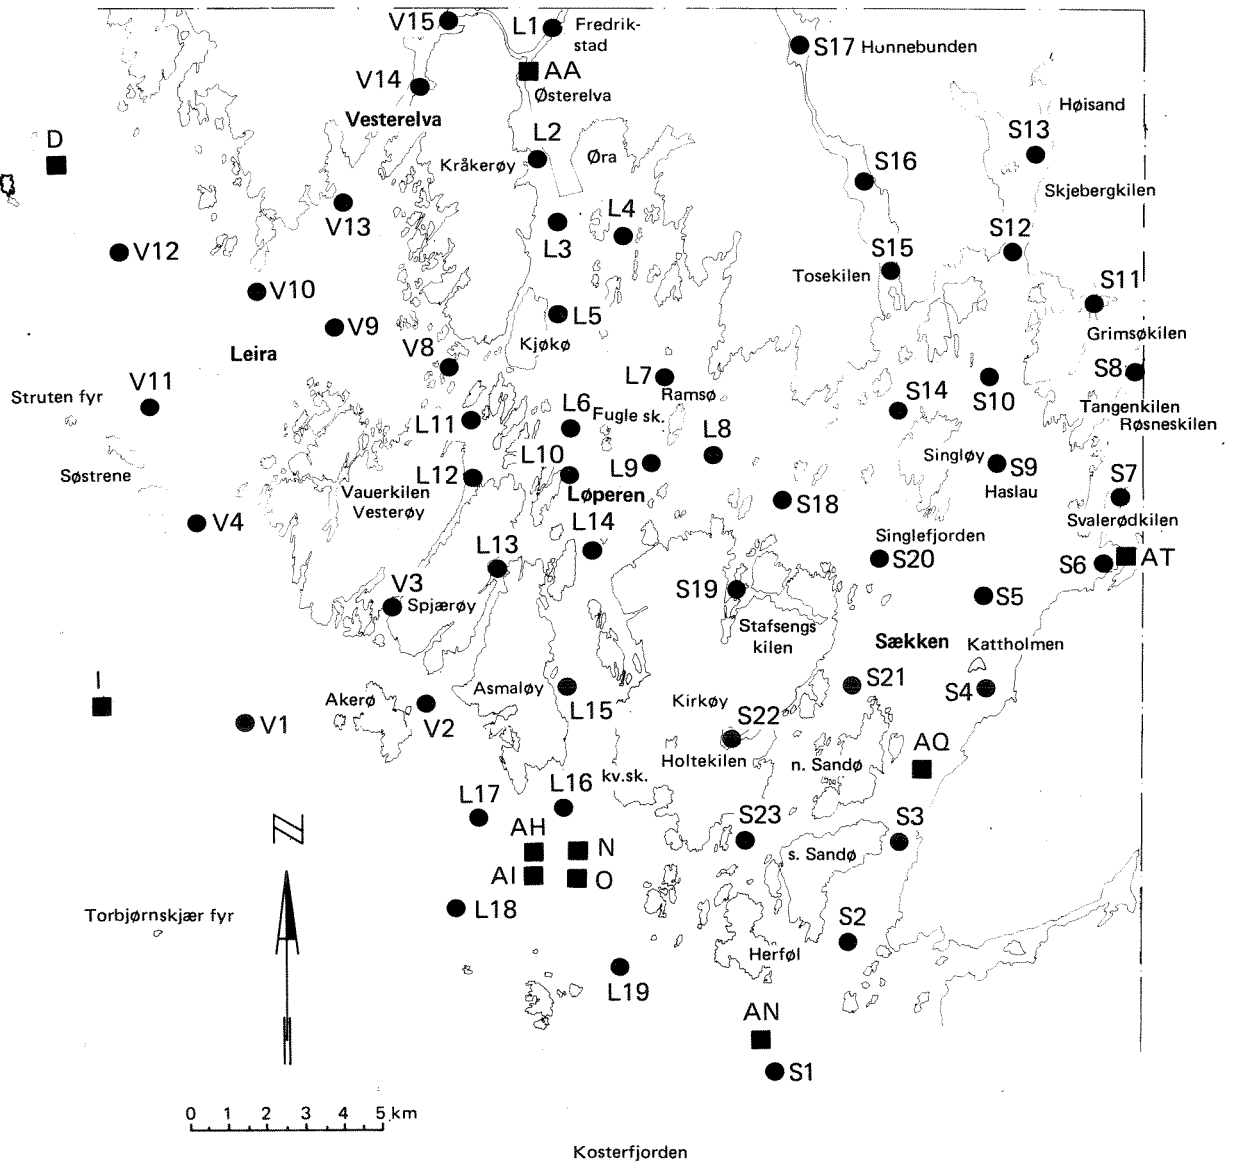 V15
L1
Fredrik-
stad
S17 Hunnebunden
AA
V14
Østerelva
Høisand
Vesterelva
D
L2
S13
Kråkerøy
Øra
S16
Skjebergkilen
V13
L3
L4
S12
V12
S15
Tosekilen
V10
S11
L5
V9
Grimsøkilen
Leira
Kjøkø
V8
S8
V11
L7
Ramsø
S14
S10
Struten fyr
Tangenkilen
Røsneskilen
L6
Fugle sk.
L11
L8
Singløy
S9
Haslau
L10
L9
L12
Søstrene
S7
Vauerkilen
Vesterøy
Løperen
S18
V4
Svalerødkilen
L14
Singlefjorden
S20
AT
L13
S6
V3
Spjærøy
S19
S5
Stafsengs
kilen
Sækken
Kattholmen
I
S21
S4
Asmaløy
Akerø
L15
Kirkøy
V1
V2
S22
AQ
Holtekilen
n. Sandø
kv.sk.
L17
L16
S23
S3
AH
N
s. Sandø
AI
O
Torbjørnskjær fyr
L18
S2
Herføl
L19
AN
S1
N
0 1 2 3 4 5 km
Kosterfjorden